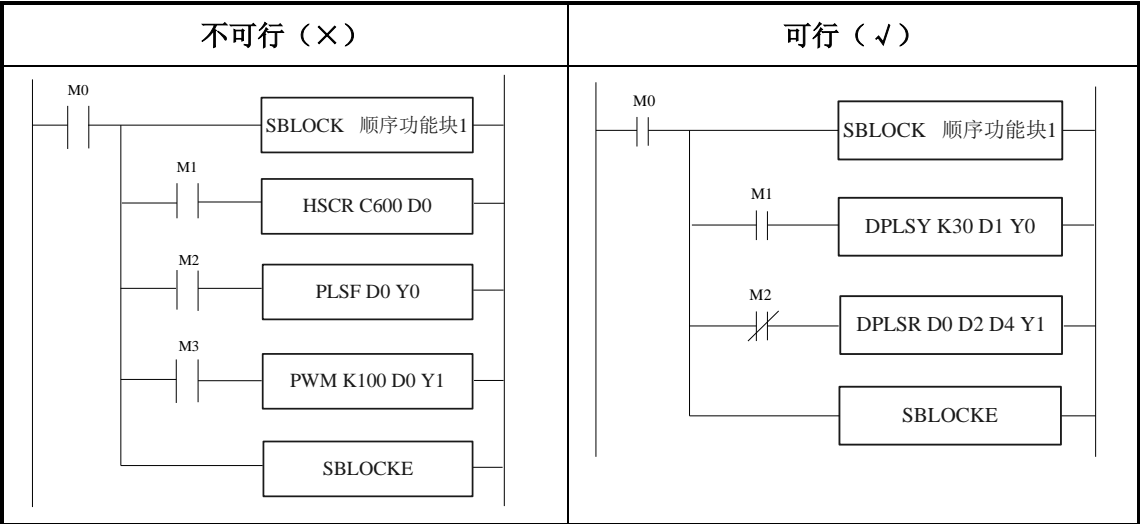 不可行（×）
可行（√）
M0
SBLOCK 顺序功能块1
M1
HSCR C600 D0
M2
PLSF D0 Y0
M3
PWM K100 D0 Y1
SBLOCKE
M0
SBLOCK 顺序功能块1
M1
DPLSY K30 D1 Y0
M2
DPLSR D0 D2 D4 Y1
SBLOCKE